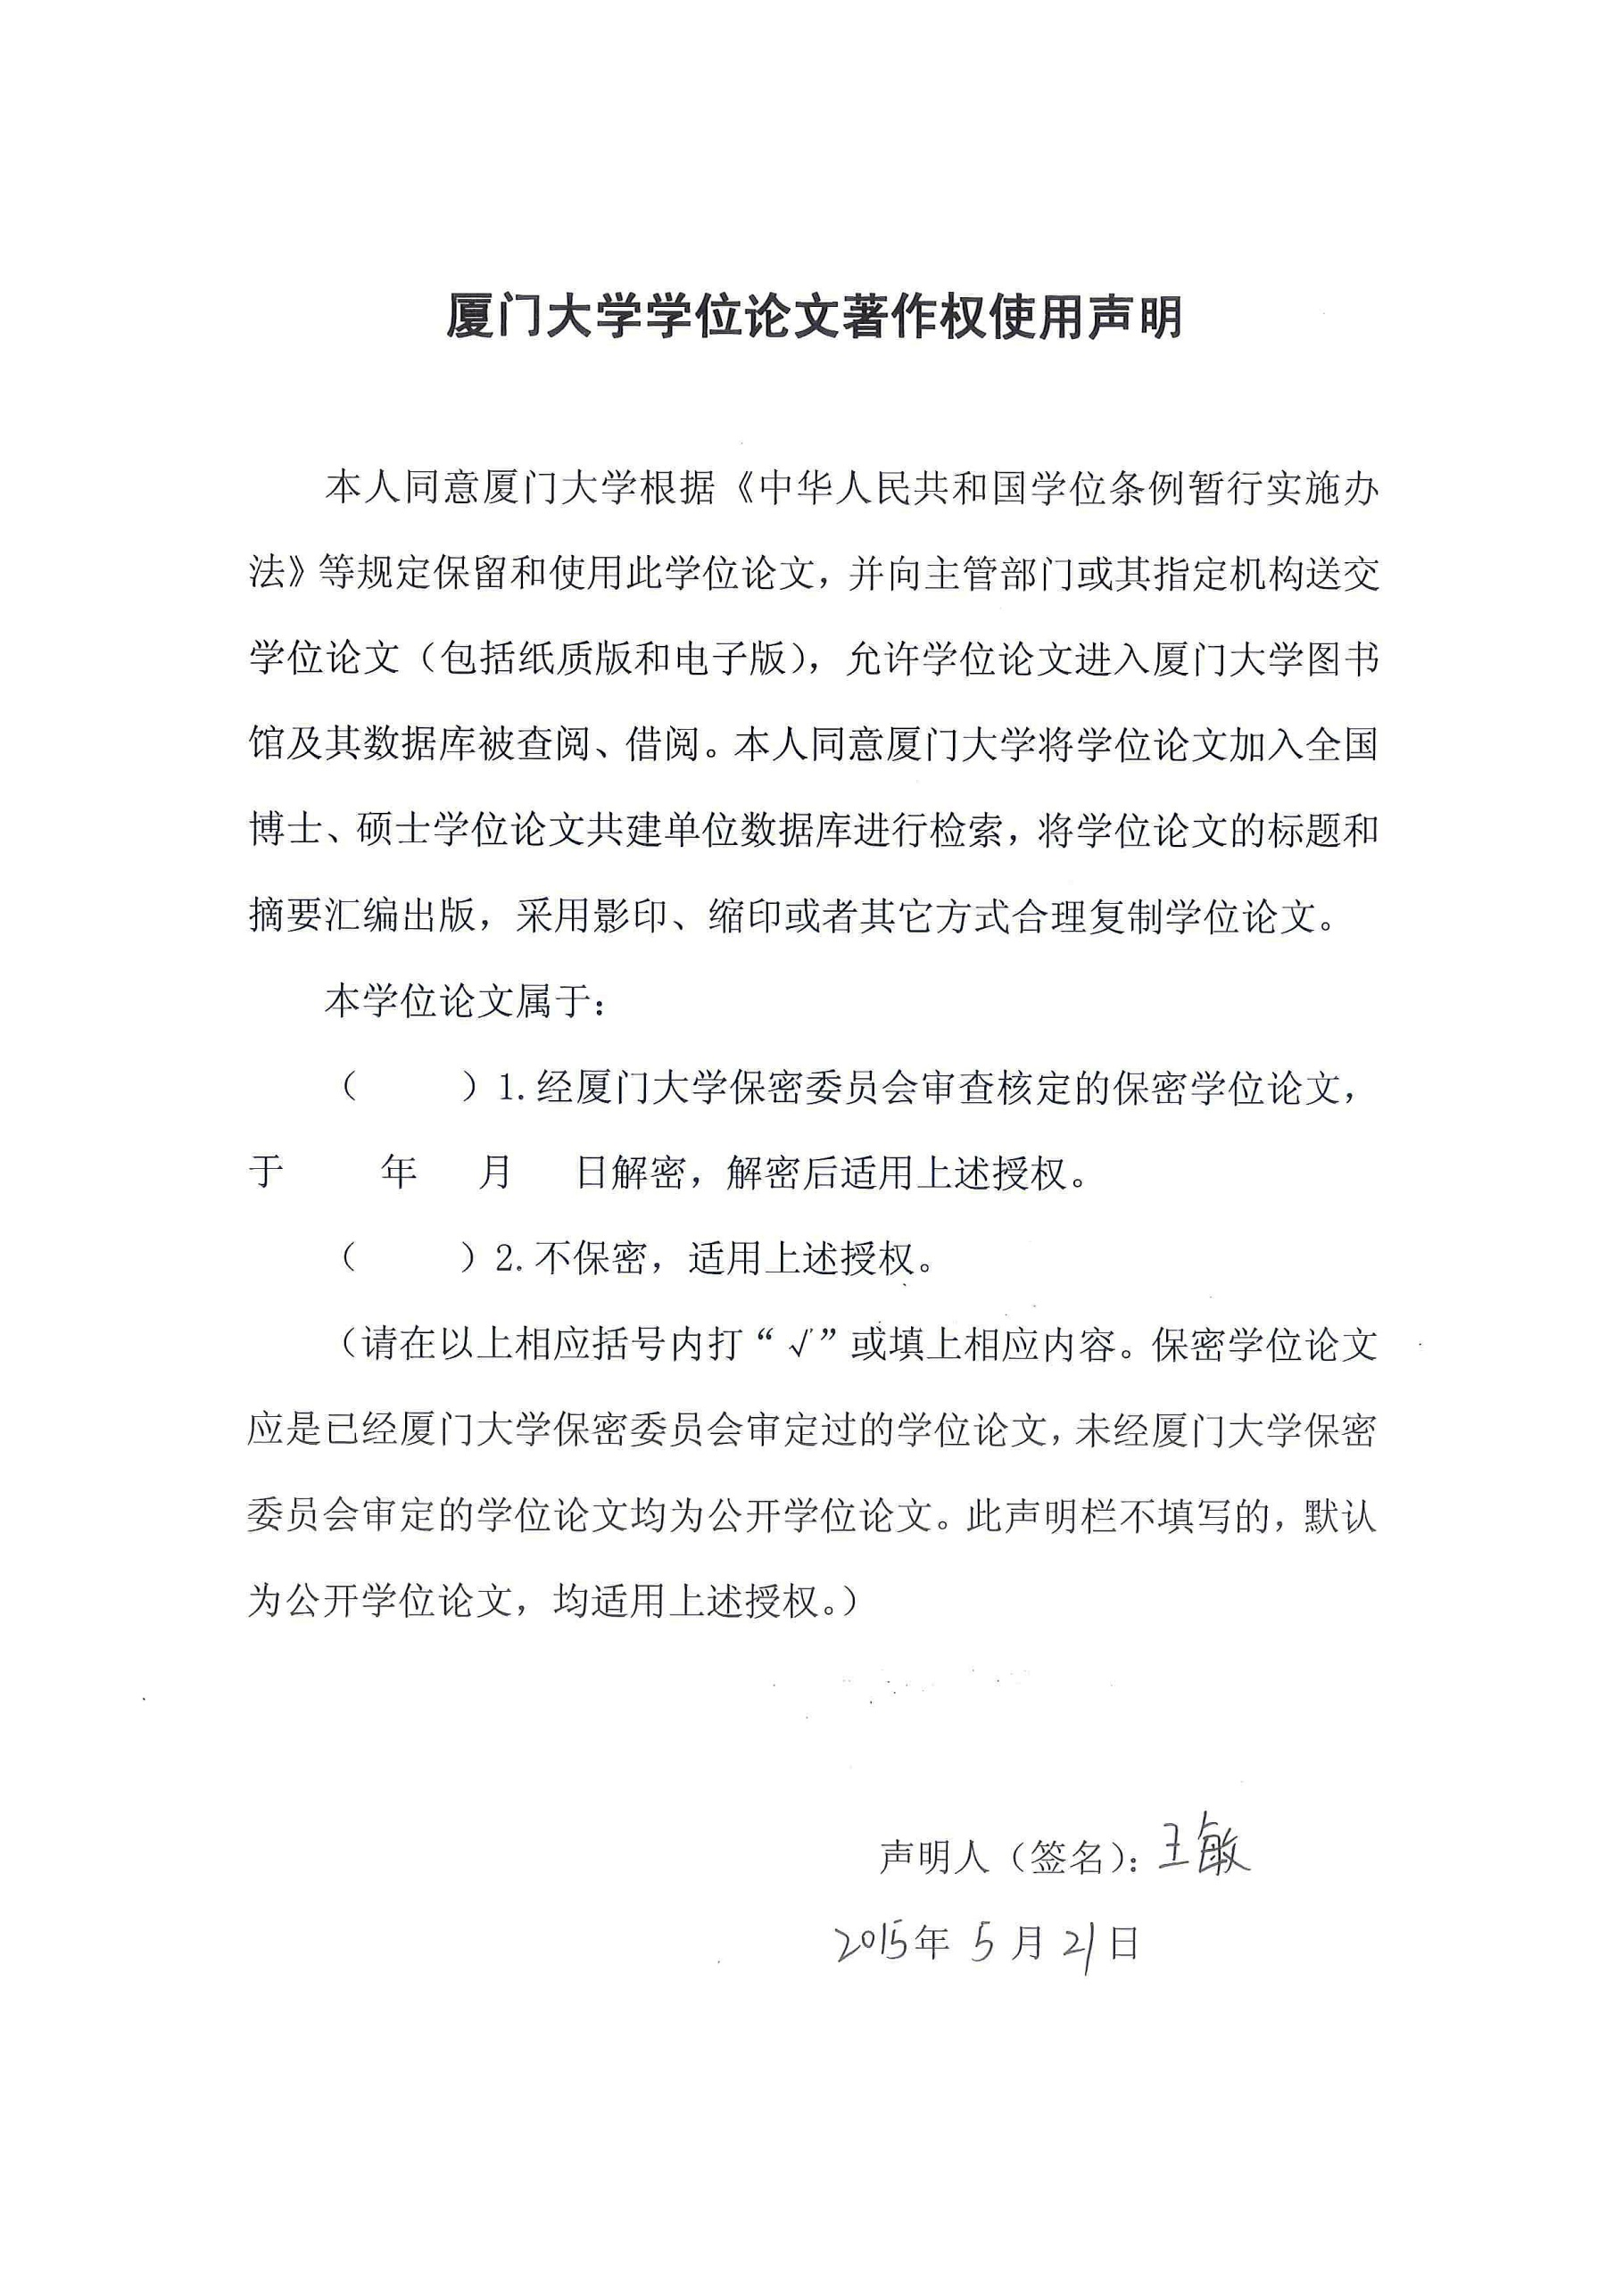 厦门大学学位论文著作权使用声明
本人同意厦门大学根据《中华人民共和国学位条例暂行实施办
法》等规定保留和使用此学位论文，并向主管部门或其指定机构送交
学位论文（包括纸质版和电子版），允许学位论文进入厦门大学图书
馆及其数据库被查阅、借阅。本人同意厦门大学将学位论文加入全国
博士、硕士学位论文共建单位数据库进行检索，将学位论文的标题和
摘要汇编出版，采用影印、缩印或者其它方式合理复制学位论文。
本学位论文属于：
（　　）1.经厦门大学保密委员会审查核定的保密学位论文，
于　　年　月　日解密，解密后适用上述授权。
（　　）2.不保密，适用上述授权。
（请在以上相应括号内打“√”或填上相应内容。保密学位论文
应是已经厦门大学保密委员会审定过的学位论文，未经厦门大学保密
委员会审定的学位论文均为公开学位论文。此声明栏不填写的，默认
为公开学位论文，均适用上述授权。）
声明人（签名）：王敏
2015年 5 月 21日